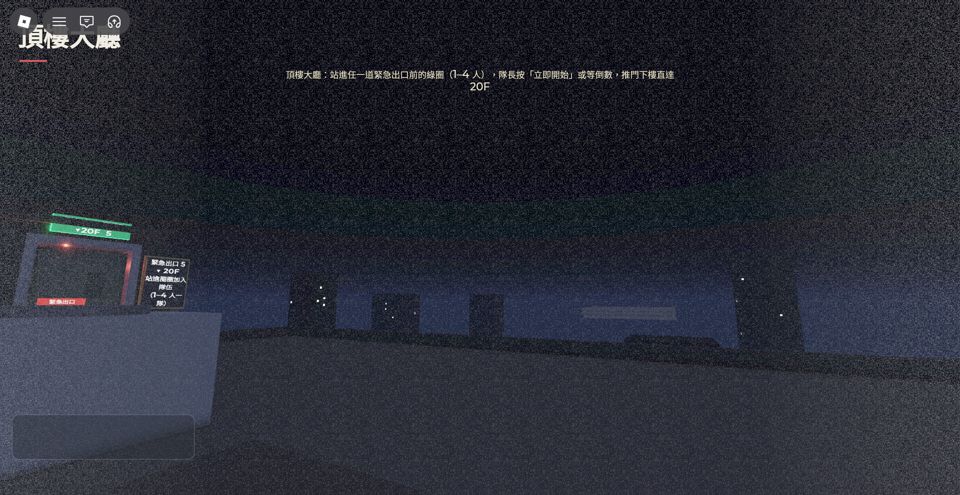 頂樓大廳
頂樓大廳：站進任一道緊急出口前的綠圈（1–4 人），隊長按「立即開始」或等倒數，推門下樓直達
20F
▼20F 5
緊急出口 5
▼ 20F
站進圈圈加入
隊伍
（1–4 人一
隊）
緊急出口